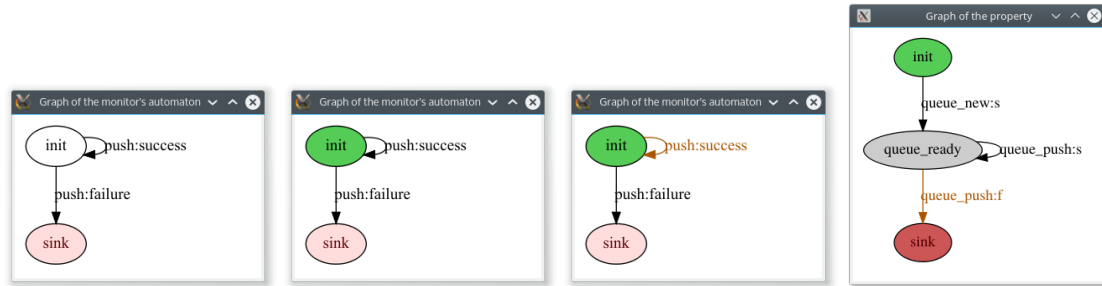 Graph of the monitor's automaton
init
push:success
push:failure
sink
Graph of the monitor's automaton
init
push:success
push:failure
sink
Graph of the monitor's automaton
init
push:success
push:failure
sink
Graph of the property
init
queue_new:s
queue_ready
queue_push:s
queue_push:f
sink